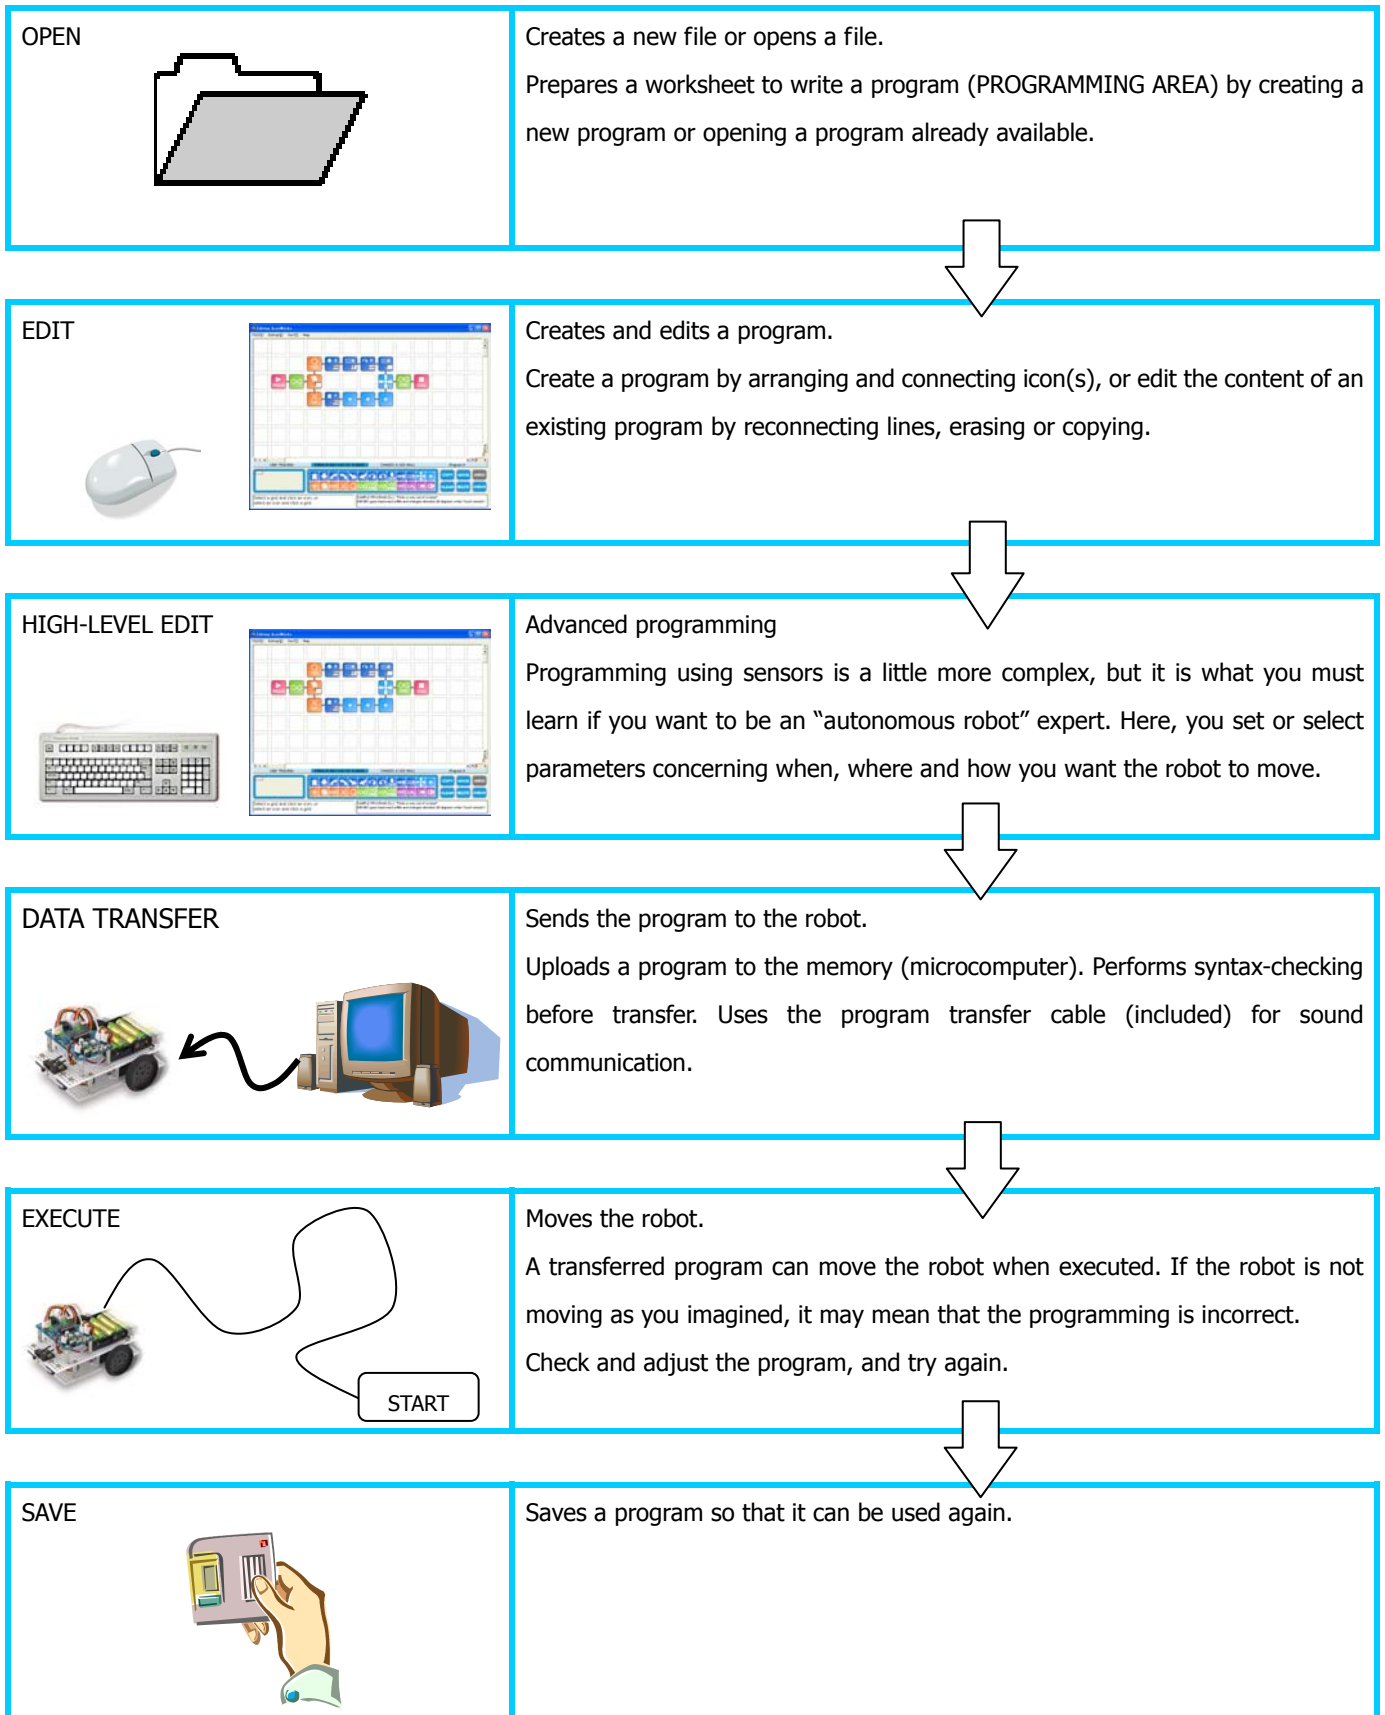 OPEN
Creates a new file or opens a file.
Prepares a worksheet to write a program (PROGRAMMING AREA) by creating a
new program or opening a program already available.
EDIT
Creates and edits a program.
Create a program by arranging and connecting icon(s), or edit the content of an
existing program by reconnecting lines, erasing or copying.
HIGH-LEVEL EDIT
Advanced programming
Programming using sensors is a little more complex, but it is what you must
learn if you want to be an “autonomous robot” expert. Here, you set or select
parameters concerning when, where and how you want the robot to move.
DATA TRANSFER
Sends the program to the robot.
Uploads a program to the memory (microcomputer). Performs syntax-checking
before transfer. Uses the program transfer cable (included) for sound
communication.
EXECUTE
START
Moves the robot.
A transferred program can move the robot when executed. If the robot is not
moving as you imagined, it may mean that the programming is incorrect.
Check and adjust the program, and try again.
SAVE
Saves a program so that it can be used again.